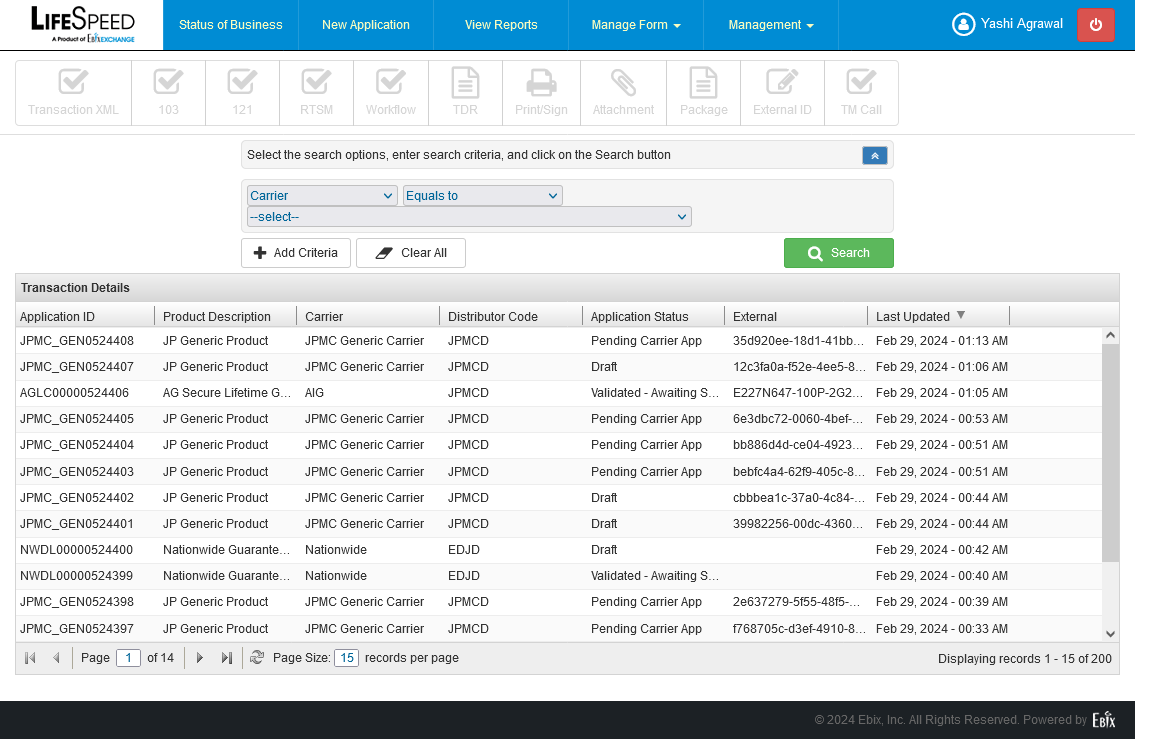 LIFESPEED
A Product of EbixEXCHANGE
Status of Business New Application View Reports Manage Form Management Yashi Agrawal
Transaction XML 103 121 RTSM Workflow TDR Print/Sign Attachment Package External ID TM Call
Select the search options, enter search criteria, and click on the Search button
Carrier Equals to
--select--
Add Criteria Clear All Search
Transaction Details
Application ID Product Description Carrier Distributor Code Application Status External Last Updated
JPMC_GEN0524408 JP Generic Product JPMC Generic Carrier JPMCD Pending Carrier App 35d920ee-18d1-41bb... Feb 29, 2024 - 01:13 AM
JPMC_GEN0524407 JP Generic Product JPMC Generic Carrier JPMCD Draft 12c3fa0a-f52e-4ee5-8... Feb 29, 2024 - 01:06 AM
AGLC00000524406 AG Secure Lifetime G... AIG JPMCD Validated - Awaiting S... E227N647-100P-2G2... Feb 29, 2024 - 01:05 AM
JPMC_GEN0524405 JP Generic Product JPMC Generic Carrier JPMCD Pending Carrier App 6e3dbc72-0060-4bef-... Feb 29, 2024 - 00:53 AM
JPMC_GEN0524404 JP Generic Product JPMC Generic Carrier JPMCD Pending Carrier App bb886d4d-ce04-4923... Feb 29, 2024 - 00:51 AM
JPMC_GEN0524403 JP Generic Product JPMC Generic Carrier JPMCD Pending Carrier App bebfc4a4-62f9-405c-8... Feb 29, 2024 - 00:51 AM
JPMC_GEN0524402 JP Generic Product JPMC Generic Carrier JPMCD Draft cbbbea1c-37a0-4c84-... Feb 29, 2024 - 00:44 AM
JPMC_GEN0524401 JP Generic Product JPMC Generic Carrier JPMCD Draft 39982256-00dc-4360... Feb 29, 2024 - 00:44 AM
NWDL00000524400 Nationwide Guarante... Nationwide EDJD Draft Feb 29, 2024 - 00:42 AM
NWDL00000524399 Nationwide Guarante... Nationwide EDJD Validated - Awaiting S... Feb 29, 2024 - 00:40 AM
JPMC_GEN0524398 JP Generic Product JPMC Generic Carrier JPMCD Pending Carrier App 2e637279-5f55-48f5-... Feb 29, 2024 - 00:39 AM
JPMC_GEN0524397 JP Generic Product JPMC Generic Carrier JPMCD Pending Carrier App f768705c-d3ef-4910-8... Feb 29, 2024 - 00:33 AM
Page 1 of 14 Page Size: 15 records per page Displaying records 1 - 15 of 200
© 2024 Ebix, Inc. All Rights Reserved. Powered by Ebix